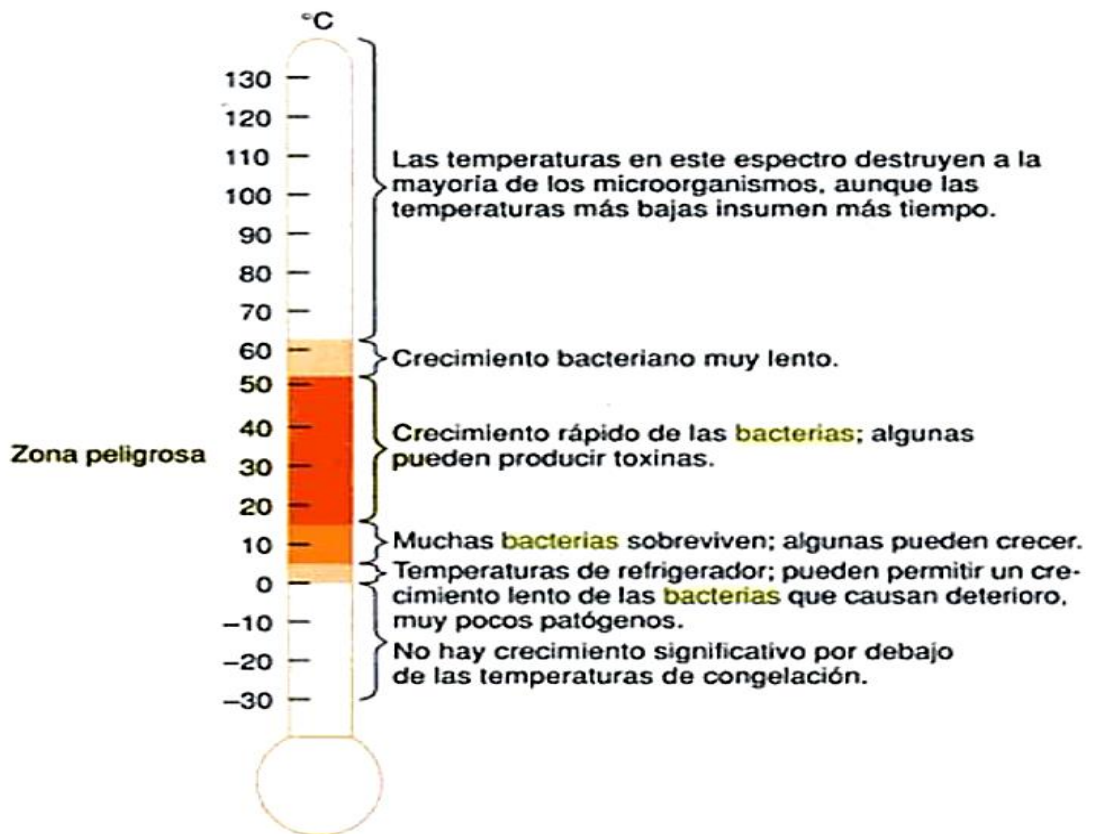 °C
130
120
110
100
90
80
70
60
50
40
30
20
10
0
−10
−20
−30
Zona peligrosa
Las temperaturas en este espectro destruyen a la
mayoría de los microorganismos, aunque las
temperaturas más bajas insumen más tiempo.
Crecimiento bacteriano muy lento.
Crecimiento rápido de las bacterias; algunas
pueden producir toxinas.
Muchas bacterias sobreviven; algunas pueden crecer.
Temperaturas de refrigerador; pueden permitir un cre-
cimiento lento de las bacterias que causan deterioro,
muy pocos patógenos.
No hay crecimiento significativo por debajo
de las temperaturas de congelación.